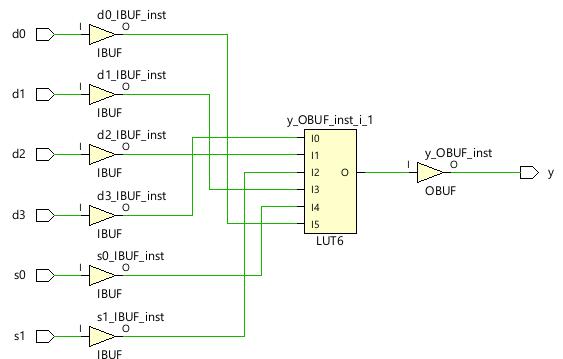 d0_IBUF_inst
d0 I O
IBUF
d1_IBUF_inst
d1 I O
IBUF
d2_IBUF_inst
d2 I O
IBUF
d3_IBUF_inst
d3 I O
IBUF
s0_IBUF_inst
s0 I O
IBUF
s1_IBUF_inst
s1 I O
IBUF
y_OBUF_inst_i_1
I0
I1
I2 O
I3
I4
I5
LUT6
y_OBUF_inst
I O y
OBUF